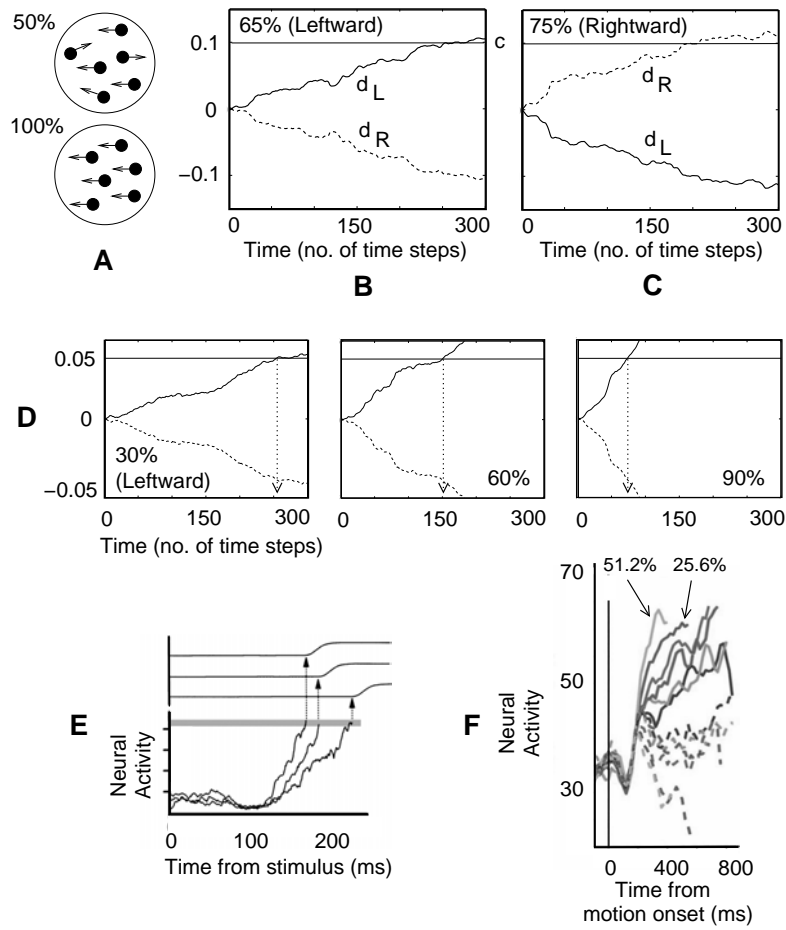 50%
100%
A
65% (Leftward)
0.1
0
−0.1
d L
d R
0 150 300
Time (no. of time steps)
B
c
75% (Rightward)
d R
d L
0 150 300
Time (no. of time steps)
C
D
0.05
0
−0.05
30%
(Leftward)
0 150 300
Time (no. of time steps)
60%
0 150 300
90%
0 150 300
E
Neural
Activity
0 100 200
Time from stimulus (ms)
F
51.2% 25.6%
70
50
30
Neural
Activity
0 400 800
Time from
motion onset (ms)